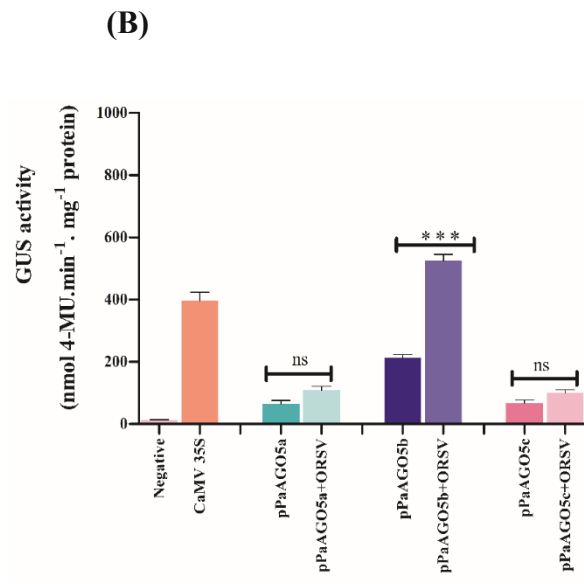 (B)
GUS activity
(nmol 4-MU.min⁻¹. mg⁻¹ protein)
1000
800
600
400
200
0
ns
***
ns
Negative
CaMV 35S
pPaAGO5a
pPaAGO5a+ORSV
pPaAGO5b
pPaAGO5b+ORSV
pPaAGO5c
pPaAGO5c+ORSV